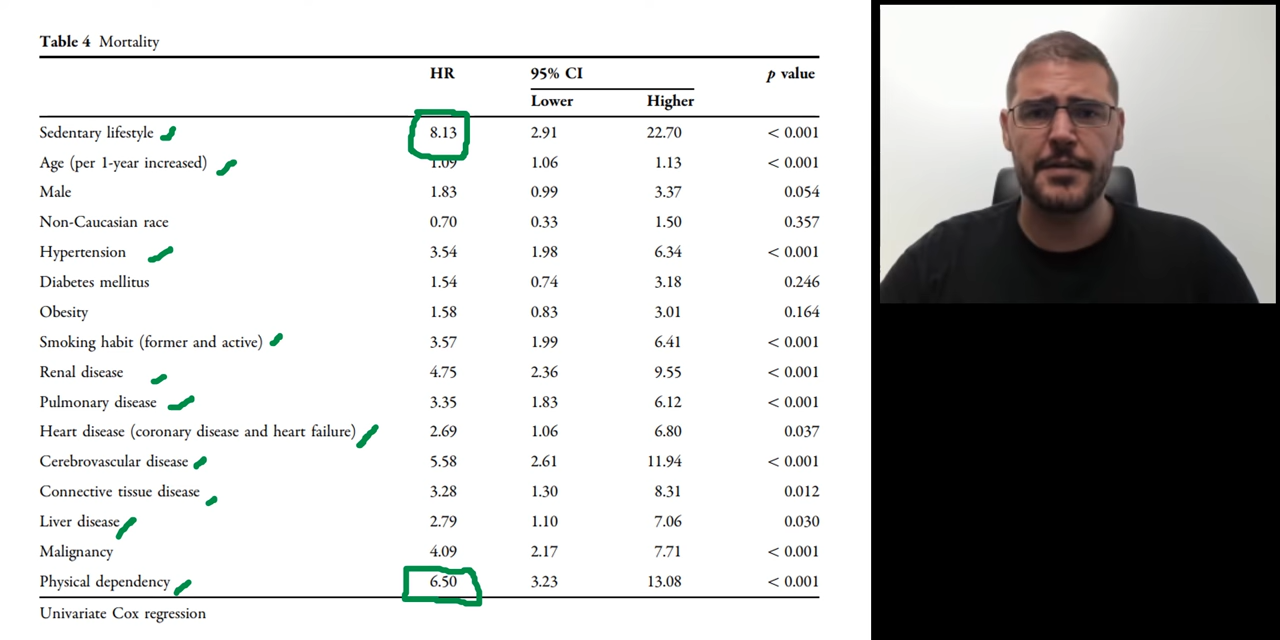 Table 4 Mortality
HR 95% CI p value
Lower Higher
Sedentary lifestyle 8.13 2.91 22.70 < 0.001
Age (per 1-year increased) 1.09 1.06 1.13 < 0.001
Male 1.83 0.99 3.37 0.054
Non-Caucasian race 0.70 0.33 1.50 0.357
Hypertension 3.54 1.98 6.34 < 0.001
Diabetes mellitus 1.54 0.74 3.18 0.246
Obesity 1.58 0.83 3.01 0.164
Smoking habit (former and active) 3.57 1.99 6.41 < 0.001
Renal disease 4.75 2.36 9.55 < 0.001
Pulmonary disease 3.35 1.83 6.12 < 0.001
Heart disease (coronary disease and heart failure) 2.69 1.06 6.80 0.037
Cerebrovascular disease 5.58 2.61 11.94 < 0.001
Connective tissue disease 3.28 1.30 8.31 0.012
Liver disease 2.79 1.10 7.06 0.030
Malignancy 4.09 2.17 7.71 < 0.001
Physical dependency 6.50 3.23 13.08 < 0.001
Univariate Cox regression